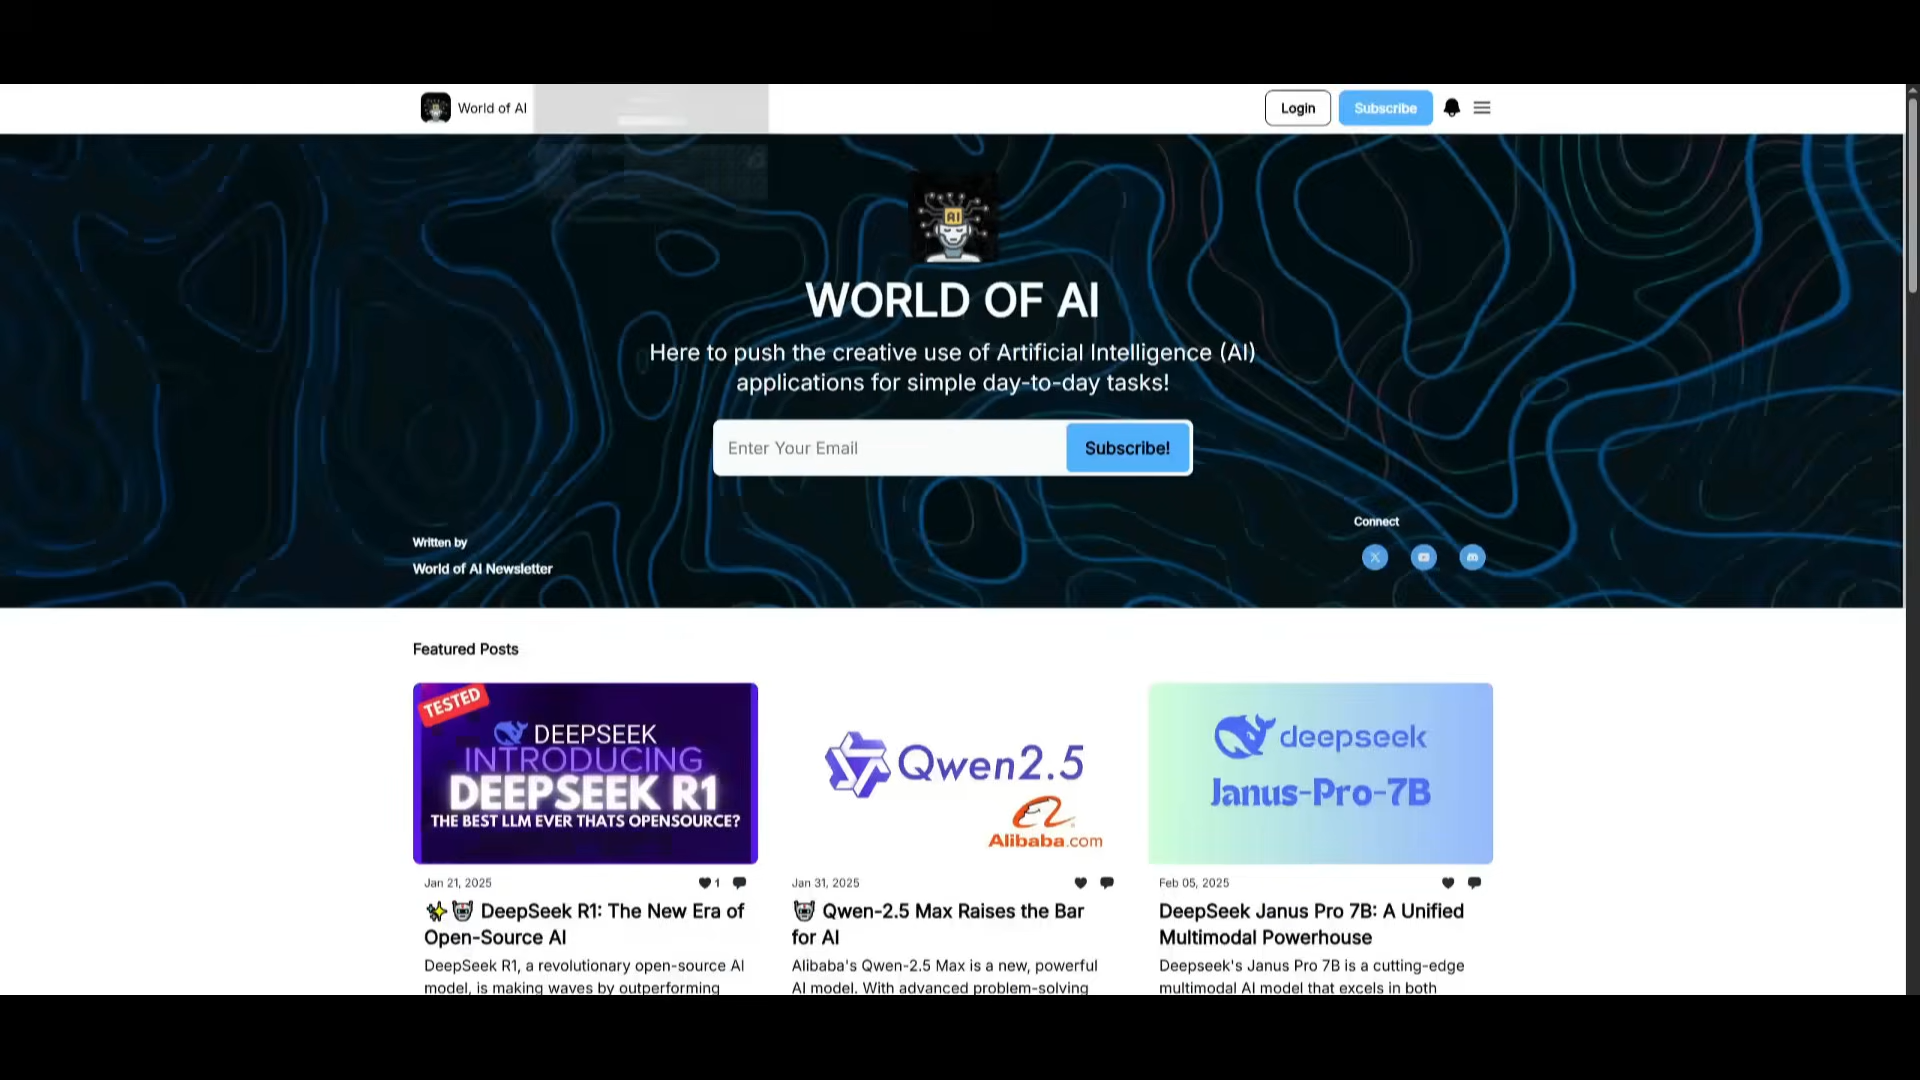 World of AI
Login
Subscribe
AI
WORLD OF AI
Here to push the creative use of Artificial Intelligence (AI)
applications for simple day-to-day tasks!
Enter Your Email
Subscribe!
Connect
Written by
World of AI Newsletter
Featured Posts
TESTED
DEEPSEEK
INTRODUCING
DEEPSEEK R1
THE BEST LLM EVER THATS OPENSOURCE?
Jan 21, 2025
1
DeepSeek R1: The New Era of
Open-Source AI
DeepSeek R1, a revolutionary open-source AI
model, is making waves by outperforming
Qwen2.5
Alibaba.com
Jan 31, 2025
Qwen-2.5 Max Raises the Bar
for AI
Alibaba's Qwen-2.5 Max is a new, powerful
AI model. With advanced problem-solving
deepseek
Janus-Pro-7B
Feb 05, 2025
DeepSeek Janus Pro 7B: A Unified
Multimodal Powerhouse
Deepseek's Janus Pro 7B is a cutting-edge
multimodal AI model that excels in both